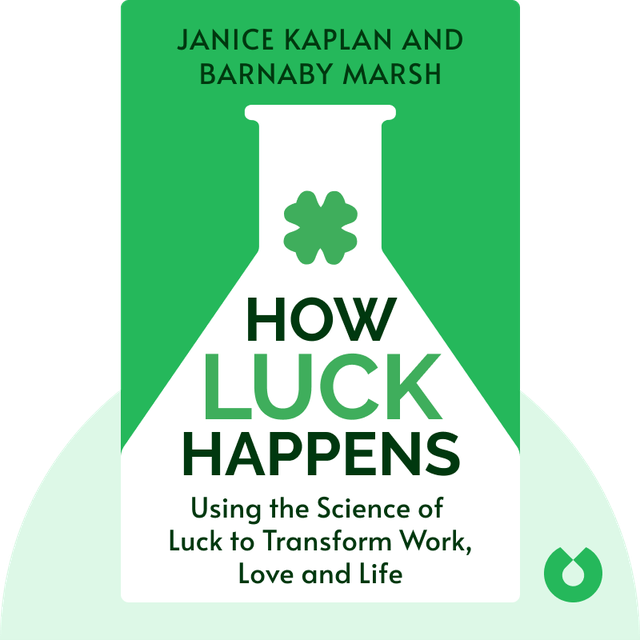 JANICE KAPLAN AND
BARNABY MARSH
HOW
LUCK
HAPPENS
Using the Science of
Luck to Transform Work,
Love and Life